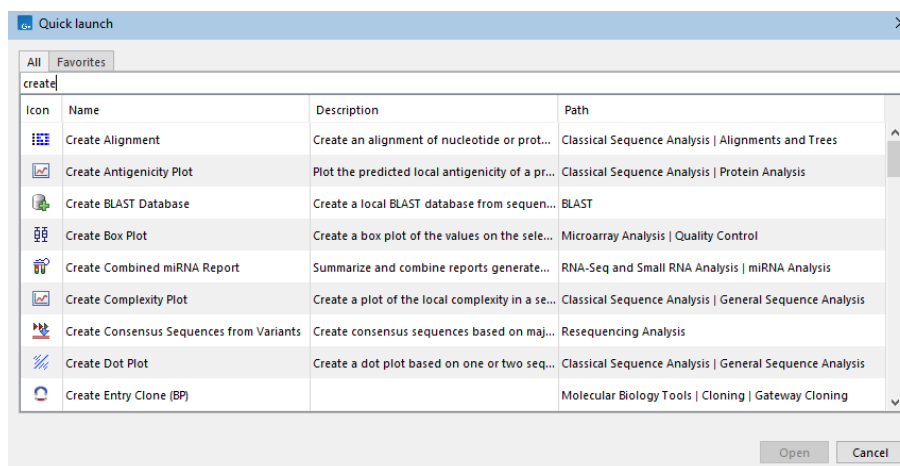 Quick launch
All Favorites
create
Icon Name Description Path
Create Alignment Create an alignment of nucleotide or prot... Classical Sequence Analysis | Alignments and Trees
Create Antigenicity Plot Plot the predicted local antigenicity of a pr... Classical Sequence Analysis | Protein Analysis
Create BLAST Database Create a local BLAST database from sequen... BLAST
Create Box Plot Create a box plot of the values on the sele... Microarray Analysis | Quality Control
Create Combined miRNA Report Summarize and combine reports generate... RNA-Seq and Small RNA Analysis | miRNA Analysis
Create Complexity Plot Create a plot of the local complexity in a se... Classical Sequence Analysis | General Sequence Analysis
Create Consensus Sequences from Variants Create consensus sequences based on maj... Resequencing Analysis
Create Dot Plot Create a dot plot based on one or two seq... Classical Sequence Analysis | General Sequence Analysis
Create Entry Clone (BP) Molecular Biology Tools | Cloning | Gateway Cloning
Open Cancel